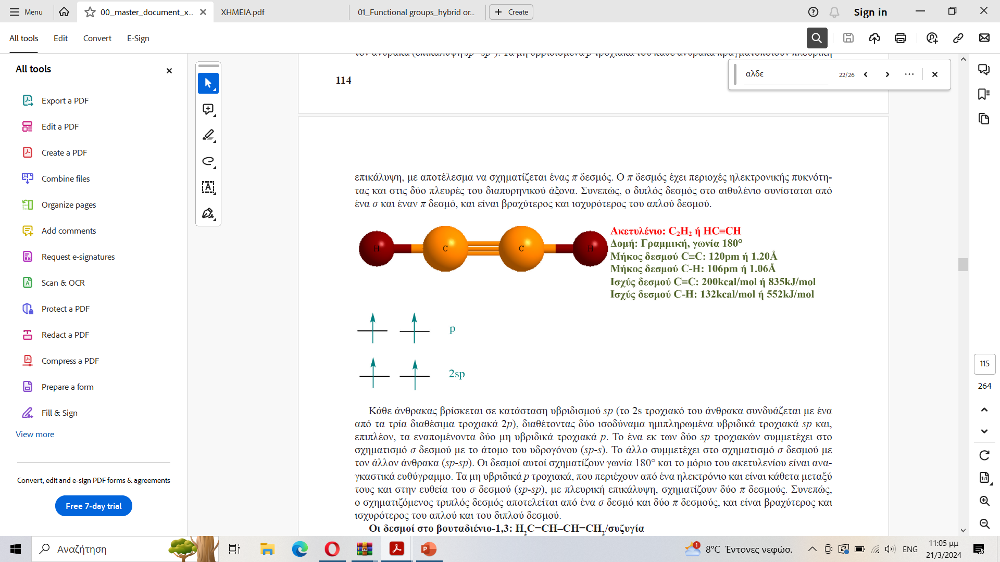 Menu
00_master_document_x...
ΧΗΜΕΙΑ.pdf
01_Functional groups_hybrid or...
Create
Sign in
All tools
Edit
Convert
E-Sign
All tools
Export a PDF
Edit a PDF
Create a PDF
Combine files
Organize pages
Add comments
Request e-signatures
Scan & OCR
Protect a PDF
Redact a PDF
Compress a PDF
Prepare a form
Fill & Sign
View more
Convert, edit and e-sign PDF forms & agreements
Free 7-day trial
αλδε
22/26
114
επικάλυψη, με αποτέλεσμα να σχηματίζεται ένας π δεσμός. Ο π δεσμός έχει περιοχές ηλεκτρονικής πυκνότη-
τας και στις δύο πλευρές του διαπυρηνικού άξονα. Συνεπώς, ο διπλός δεσμός στο αιθυλένιο συνίσταται από
ένα σ και έναν π δεσμό, και είναι βραχύτερος και ισχυρότερος του απλού δεσμού.
H C C H
Ακετυλένιο: C₂H₂ ή HC≡CH
Δομή: Γραμμική, γωνία 180°
Μήκος δεσμού C≡C: 120pm ή 1.20Å
Μήκος δεσμού C-H: 106pm ή 1.06Å
Ισχύς δεσμού C≡C: 200kcal/mol ή 835kJ/mol
Ισχύς δεσμού C-H: 132kcal/mol ή 552kJ/mol
p
2sp
Κάθε άνθρακας βρίσκεται σε κατάσταση υβριδισμού sp (το 2s τροχιακό του άνθρακα συνδυάζεται με ένα
από τα τρία διαθέσιμα τροχιακά 2p), διαθέτοντας δύο ισοδύναμα ημιπληρωμένα υβριδικά τροχιακά sp και,
επιπλέον, τα εναπομένοντα δύο μη υβριδικά τροχιακά p. Το ένα εκ των δύο sp τροχιακών συμμετέχει στο
σχηματισμό σ δεσμού με το άτομο του υδρογόνου (sp-s). Το άλλο συμμετέχει στο σχηματισμό σ δεσμού με
τον άλλον άνθρακα (sp-sp). Οι δεσμοί αυτοί σχηματίζουν γωνία 180° και το μόριο του ακετυλενίου είναι ανα-
γκαστικά ευθύγραμμο. Τα μη υβριδικά p τροχιακά, που περιέχουν από ένα ηλεκτρόνιο και είναι κάθετα μεταξύ
τους και στην ευθεία του σ δεσμού (sp-sp), με πλευρική επικάλυψη, σχηματίζουν δύο π δεσμούς. Συνεπώς,
ο σχηματιζόμενος τριπλός δεσμός αποτελείται από ένα σ δεσμό και δύο π δεσμούς, και είναι βραχύτερος και
ισχυρότερος του απλού και του διπλού δεσμού.
Οι δεσμοί στο βουταδιένιο-1,3: H₂C=CH–CH=CH₂/συζυγία
115
264
Αναζήτηση
8°C Έντονες νεφώσ.
ENG
11:05 μμ
21/3/2024